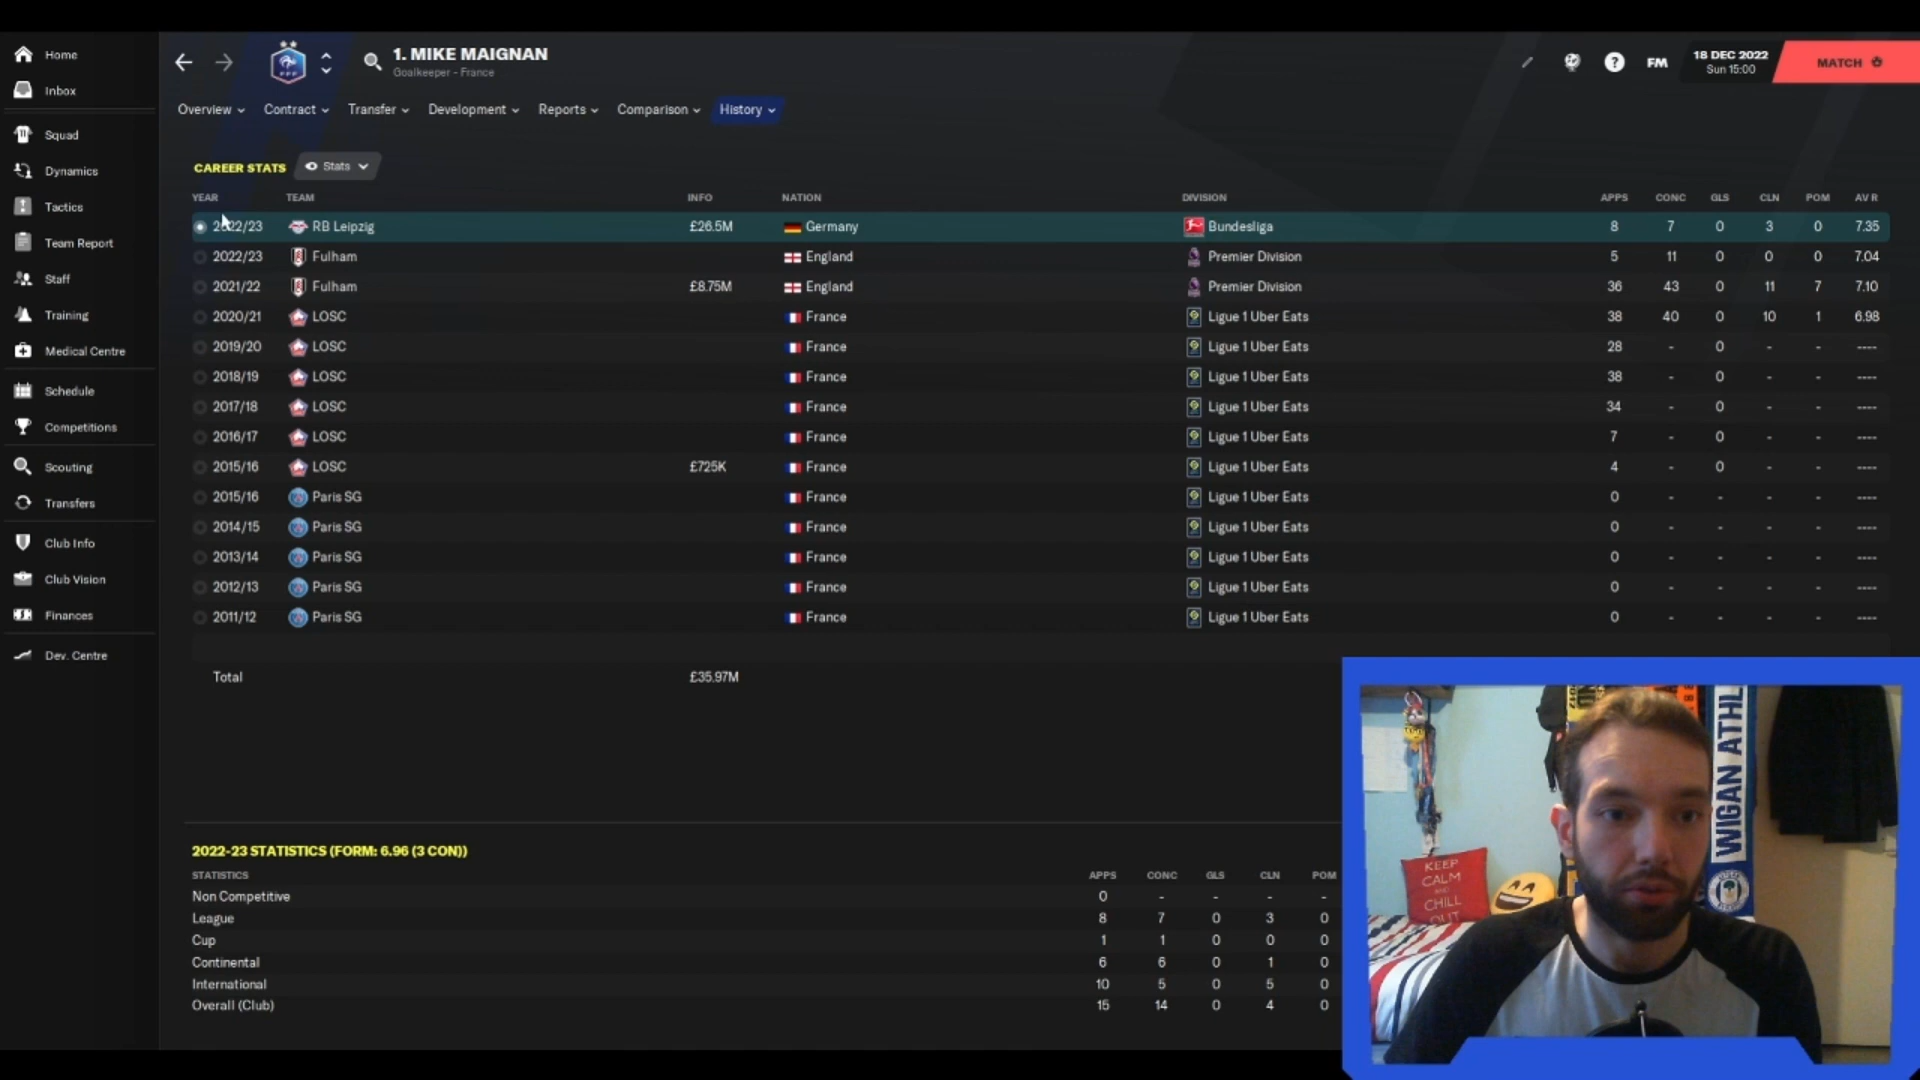 Home
Inbox
Squad
Dynamics
Tactics
Team Report
Staff
Training
Medical Centre
Schedule
Competitions
Scouting
Transfers
Club Info
Club Vision
Finances
Dev. Centre
1. MIKE MAIGNAN
Goalkeeper - France
FM
18 DEC 2022
Sun 15:00
MATCH
Overview Contract Transfer Development Reports Comparison History
CAREER STATS Stats
YEAR TEAM INFO NATION DIVISION APPS CONC GLS CLN POM AV R
2022/23 RB Leipzig £26.5M Germany Bundesliga 8 7 0 3 0 7.35
2022/23 Fulham England Premier Division 5 11 0 0 0 7.04
2021/22 Fulham £8.75M England Premier Division 36 43 0 11 7 7.10
2020/21 LOSC France Ligue 1 Uber Eats 38 40 0 10 1 6.98
2019/20 LOSC France Ligue 1 Uber Eats 28 - 0 - - ----
2018/19 LOSC France Ligue 1 Uber Eats 38 - 0 - - ----
2017/18 LOSC France Ligue 1 Uber Eats 34 - 0 - - ----
2016/17 LOSC France Ligue 1 Uber Eats 7 - 0 - - ----
2015/16 LOSC £725K France Ligue 1 Uber Eats 4 - 0 - - ----
2015/16 Paris SG France Ligue 1 Uber Eats 0 - - - - ----
2014/15 Paris SG France Ligue 1 Uber Eats 0 - - - - ----
2013/14 Paris SG France Ligue 1 Uber Eats 0 - - - - ----
2012/13 Paris SG France Ligue 1 Uber Eats 0 - - - - ----
2011/12 Paris SG France Ligue 1 Uber Eats 0 - - - - ----
Total £35.97M
2022-23 STATISTICS (FORM: 6.96 (3 CON))
STATISTICS APPS CONC GLS CLN POM
Non Competitive 0 - - - -
League 8 7 0 3 0
Cup 1 1 0 0 0
Continental 6 6 0 1 0
International 10 5 0 5 0
Overall (Club) 15 14 0 4 0
KEEP
CALM
AND
CHILL
OUT
WIGAN ATHL